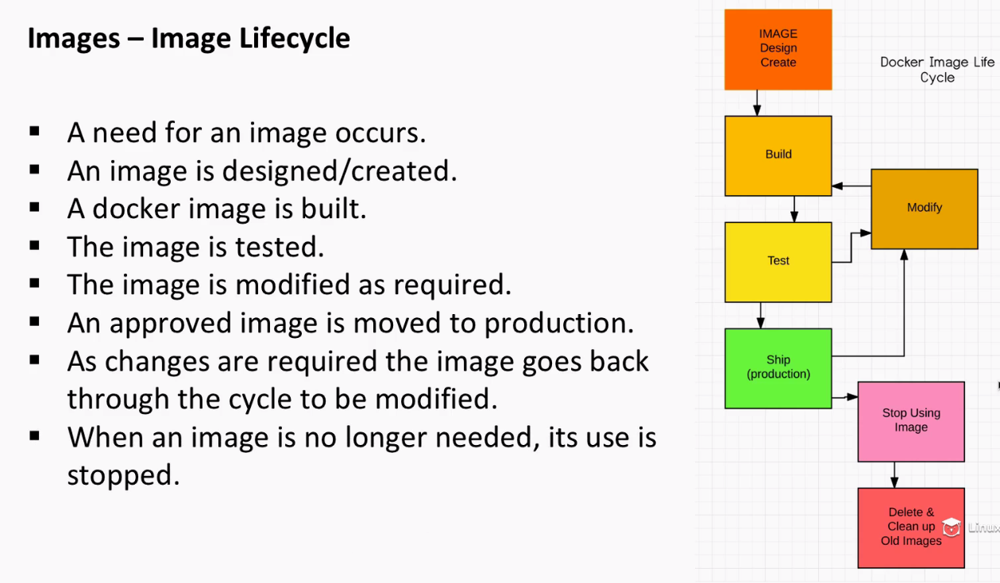 Images – Image Lifecycle
▪ A need for an image occurs.
▪ An image is designed/created.
▪ A docker image is built.
▪ The image is tested.
▪ The image is modified as required.
▪ An approved image is moved to production.
▪ As changes are required the image goes back
through the cycle to be modified.
▪ When an image is no longer needed, its use is
stopped.
IMAGE
Design
Create
Docker Image Life
Cycle
Build
Modify
Test
Ship
(production)
Stop Using
Image
Delete &
Clean up
Old Images
Linux